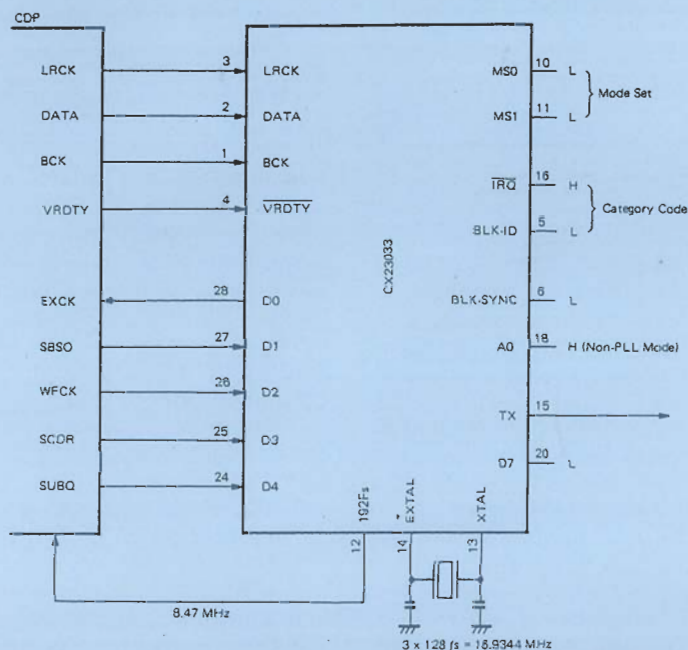 CDP
LRCK 3 LRCK
DATA 2 DATA
BCK 1 BCK
VRDTY 4 VRDTY
EXCK 28 D0
SBSO 27 D1
WFCK 26 D2
SCOR 25 D3
SUBQ 24 D4
CX23033
MS0 10 L
MS1 11 L
Mode Set
IRQ 16 H
BLK-ID 5 L
Category Code
BLK-SYNC 6 L
A0 18 H (Non-PLL Mode)
TX 15
D7 20 L
192Fs 12
* EXTAL 14
XTAL 13
8.47 MHz
3 x 128 fs = 16.9344 MHz